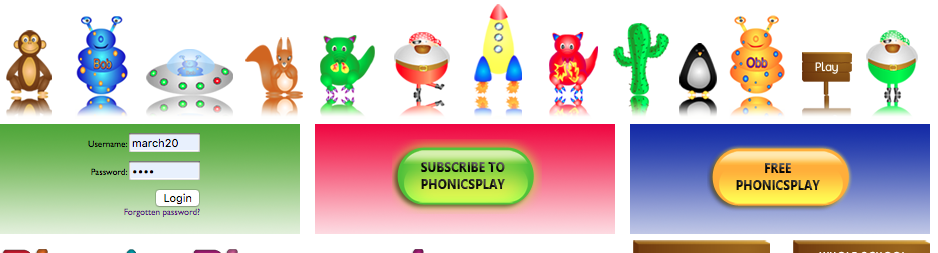 Bob
Obb
Play
Username: march20
Password: ••••
Login
Forgotten password?
SUBSCRIBE TO
PHONICSPLAY
FREE
PHONICSPLAY